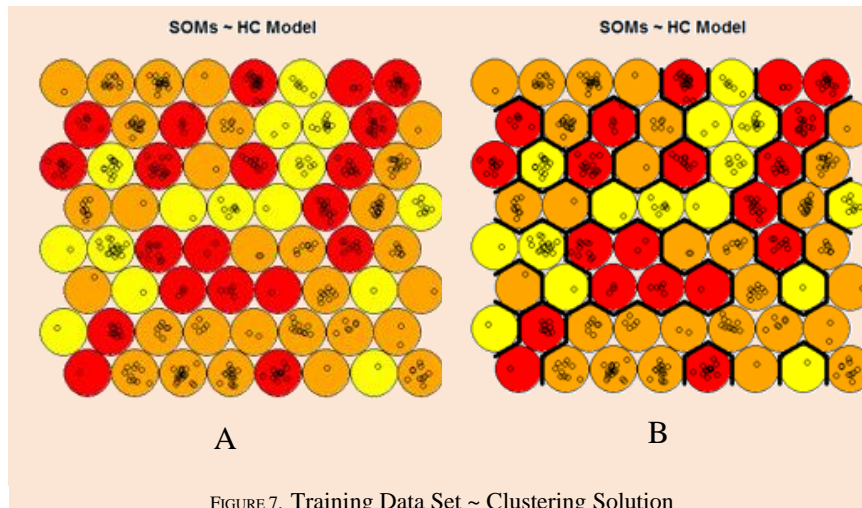 SOMs ~ HC Model SOMs ~ HC Model
A B
FIGURE 7. Training Data Set ~ Clustering Solution